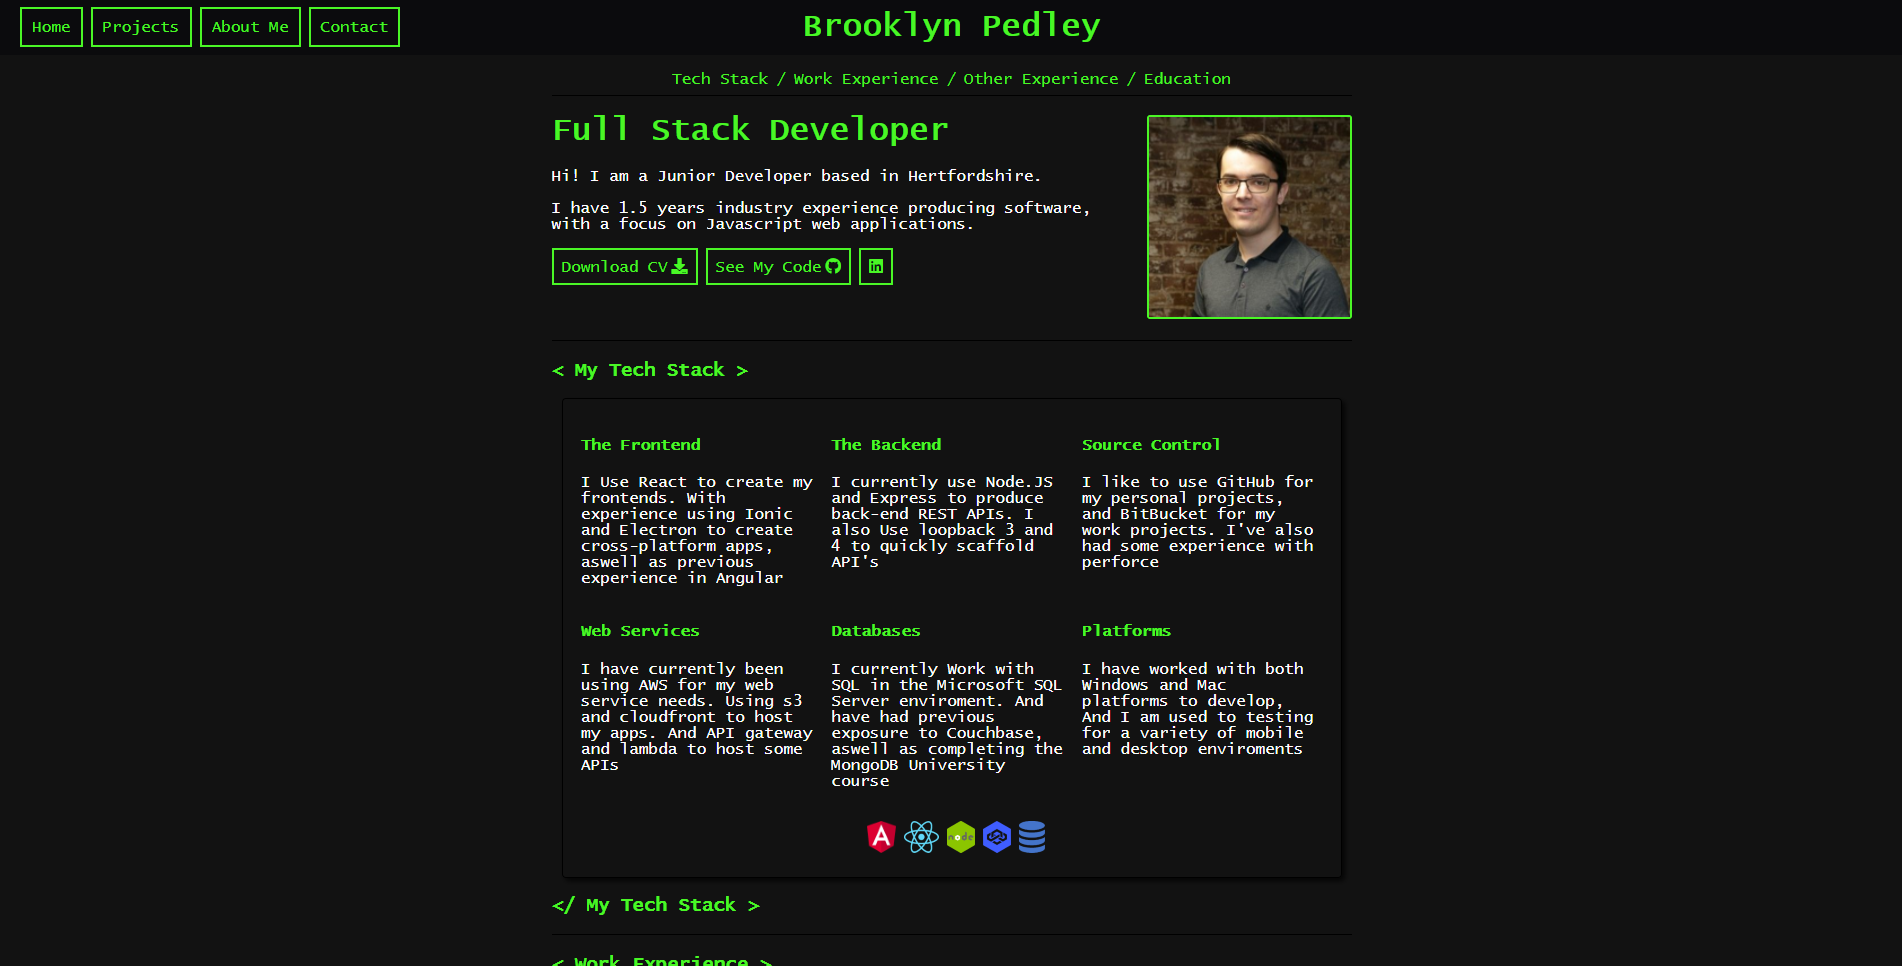 Home Projects About Me Contact
Brooklyn Pedley
Tech Stack / Work Experience / Other Experience / Education
Full Stack Developer
Hi! I am a Junior Developer based in Hertfordshire.
I have 1.5 years industry experience producing software,
with a focus on Javascript web applications.
Download CV See My Code
< My Tech Stack >
The Frontend
I Use React to create my
frontends. With
experience using Ionic
and Electron to create
cross-platform apps,
aswell as previous
experience in Angular
The Backend
I currently use Node.JS
and Express to produce
back-end REST APIs. I
also Use loopback 3 and
4 to quickly scaffold
API's
Source Control
I like to use GitHub for
my personal projects,
and BitBucket for my
work projects. I've also
had some experience with
perforce
Web Services
I have currently been
using AWS for my web
service needs. Using s3
and cloudfront to host
my apps. And API gateway
and lambda to host some
APIs
Databases
I currently Work with
SQL in the Microsoft SQL
Server enviroment. And
have had previous
exposure to Couchbase,
aswell as completing the
MongoDB University
course
Platforms
I have worked with both
Windows and Mac
platforms to develop,
And I am used to testing
for a variety of mobile
and desktop enviroments
A node
</ My Tech Stack >
< Work Experience >